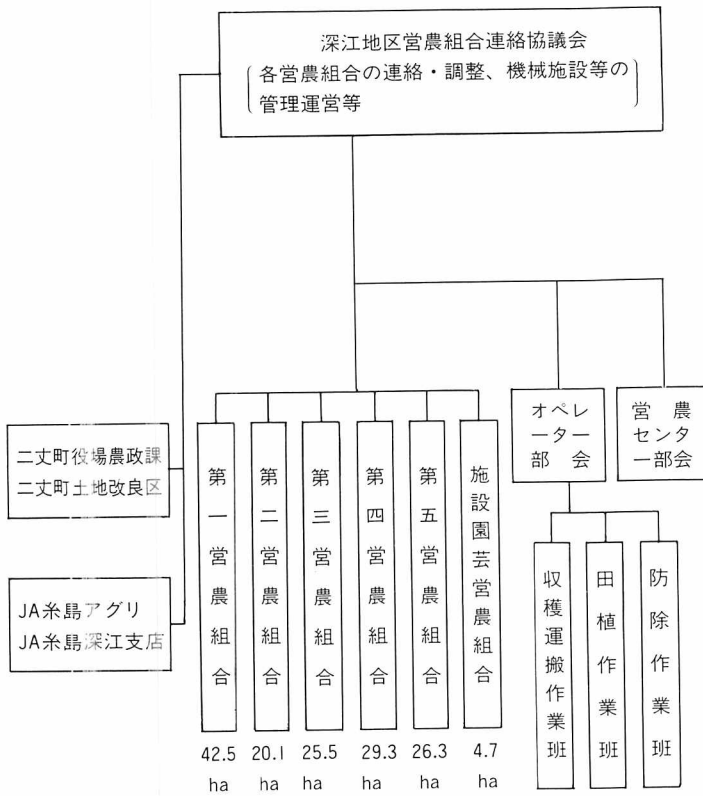 深江地区営農組合連絡協議会
各営農組合の連絡・調整、機械施設等の
管理運営等
オペレ
ーター
部会
営農
センタ
ー部会
二丈町役場農政課
二丈町土地改良区
JA糸島アグリ
JA糸島深江支店
第一営農組合
第二営農組合
第三営農組合
第四営農組合
第五営農組合
施設園芸営農組合
収穫運搬作業班
田植作業班
防除作業班
42.5 20.1 25.5 29.3 26.3 4.7
ha ha ha ha ha ha